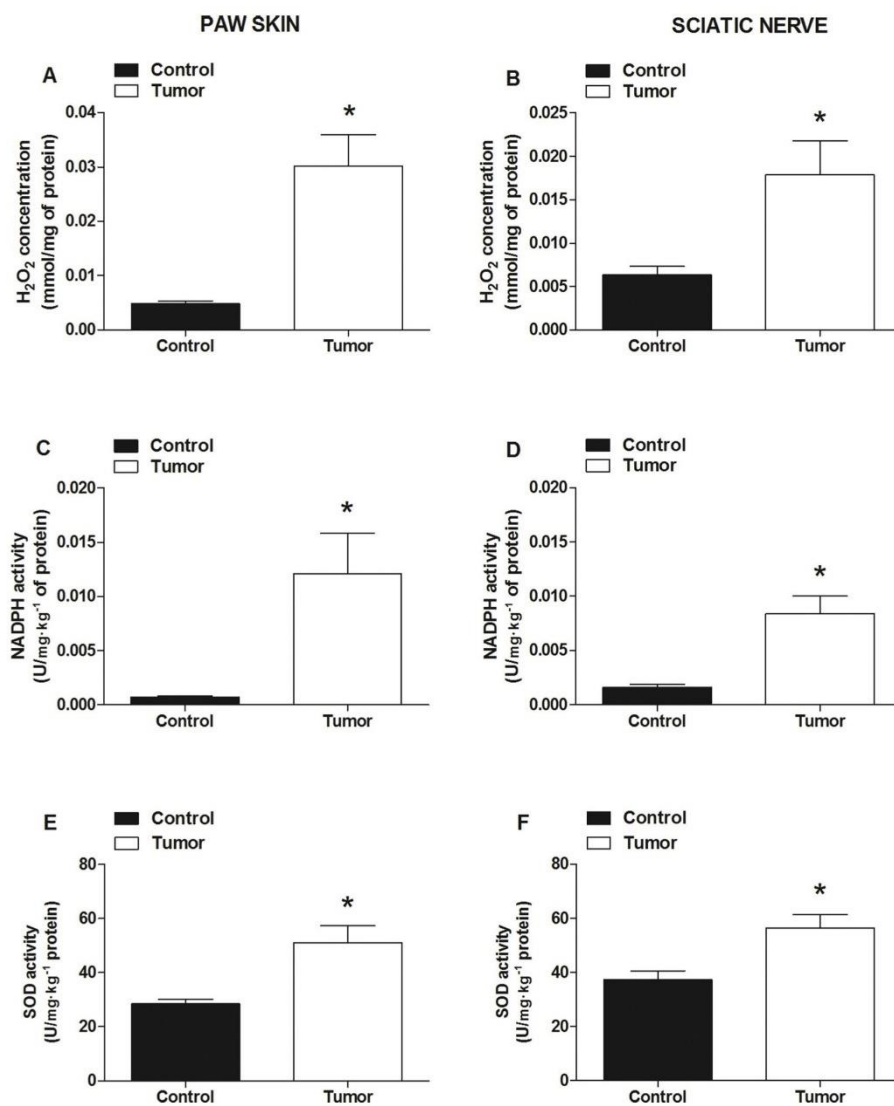 PAW SKIN
SCIATIC NERVE
A
Control
Tumor
H₂O₂ concentration
(mmol/mg of protein)
0.04
0.03
0.02
0.01
0.00
*
Control
Tumor
B
Control
Tumor
H₂O₂ concentration
(mmol/mg of protein)
0.025
0.020
0.015
0.010
0.005
0.000
*
Control
Tumor
C
Control
Tumor
NADPH activity
(U/mg·kg⁻¹ of protein)
0.020
0.015
0.010
0.005
0.000
*
Control
Tumor
D
Control
Tumor
NADPH activity
(U/mg·kg⁻¹ of protein)
0.020
0.015
0.010
0.005
0.000
*
Control
Tumor
E
Control
Tumor
SOD activity
(U/mg·kg⁻¹ protein)
80
60
40
20
0
*
Control
Tumor
F
Control
Tumor
SOD activity
(U/mg·kg⁻¹ protein)
80
60
40
20
0
*
Control
Tumor